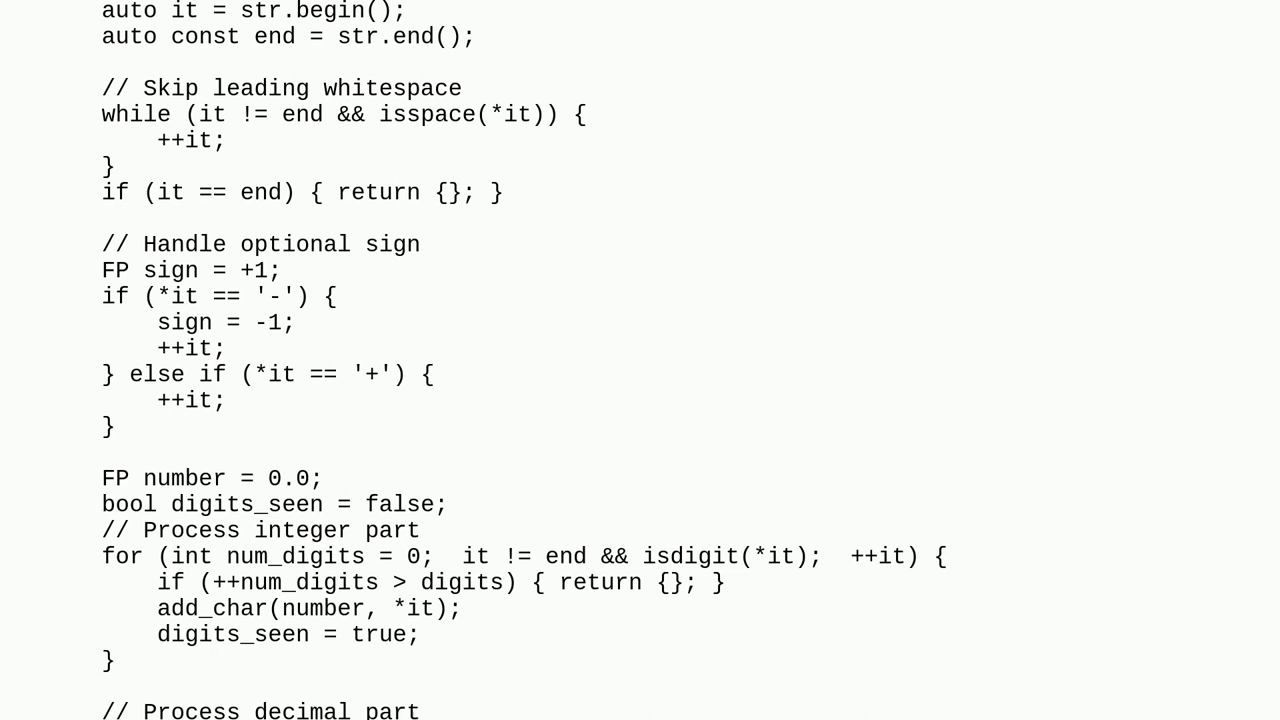 auto it = str.begin();
auto const end = str.end();
// Skip leading whitespace
while (it != end && isspace(*it)) {
++it;
}
if (it == end) { return {}; }
// Handle optional sign
FP sign = +1;
if (*it == '-') {
sign = -1;
++it;
} else if (*it == '+') {
++it;
}
FP number = 0.0;
bool digits_seen = false;
// Process integer part
for (int num_digits = 0;  it != end && isdigit(*it);  ++it) {
if (++num_digits > digits) { return {}; }
add_char(number, *it);
digits_seen = true;
}
// Process decimal part